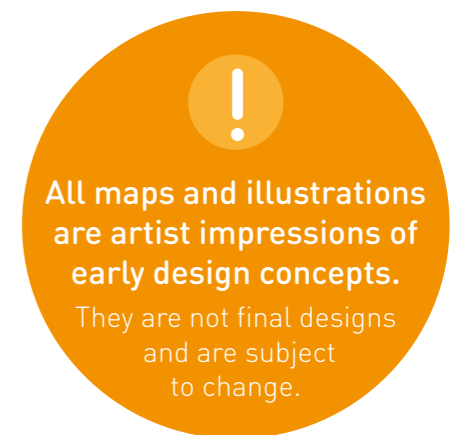 !
All maps and illustrations
are artist impressions of
early design concepts.
They are not final designs
and are subject
to change.